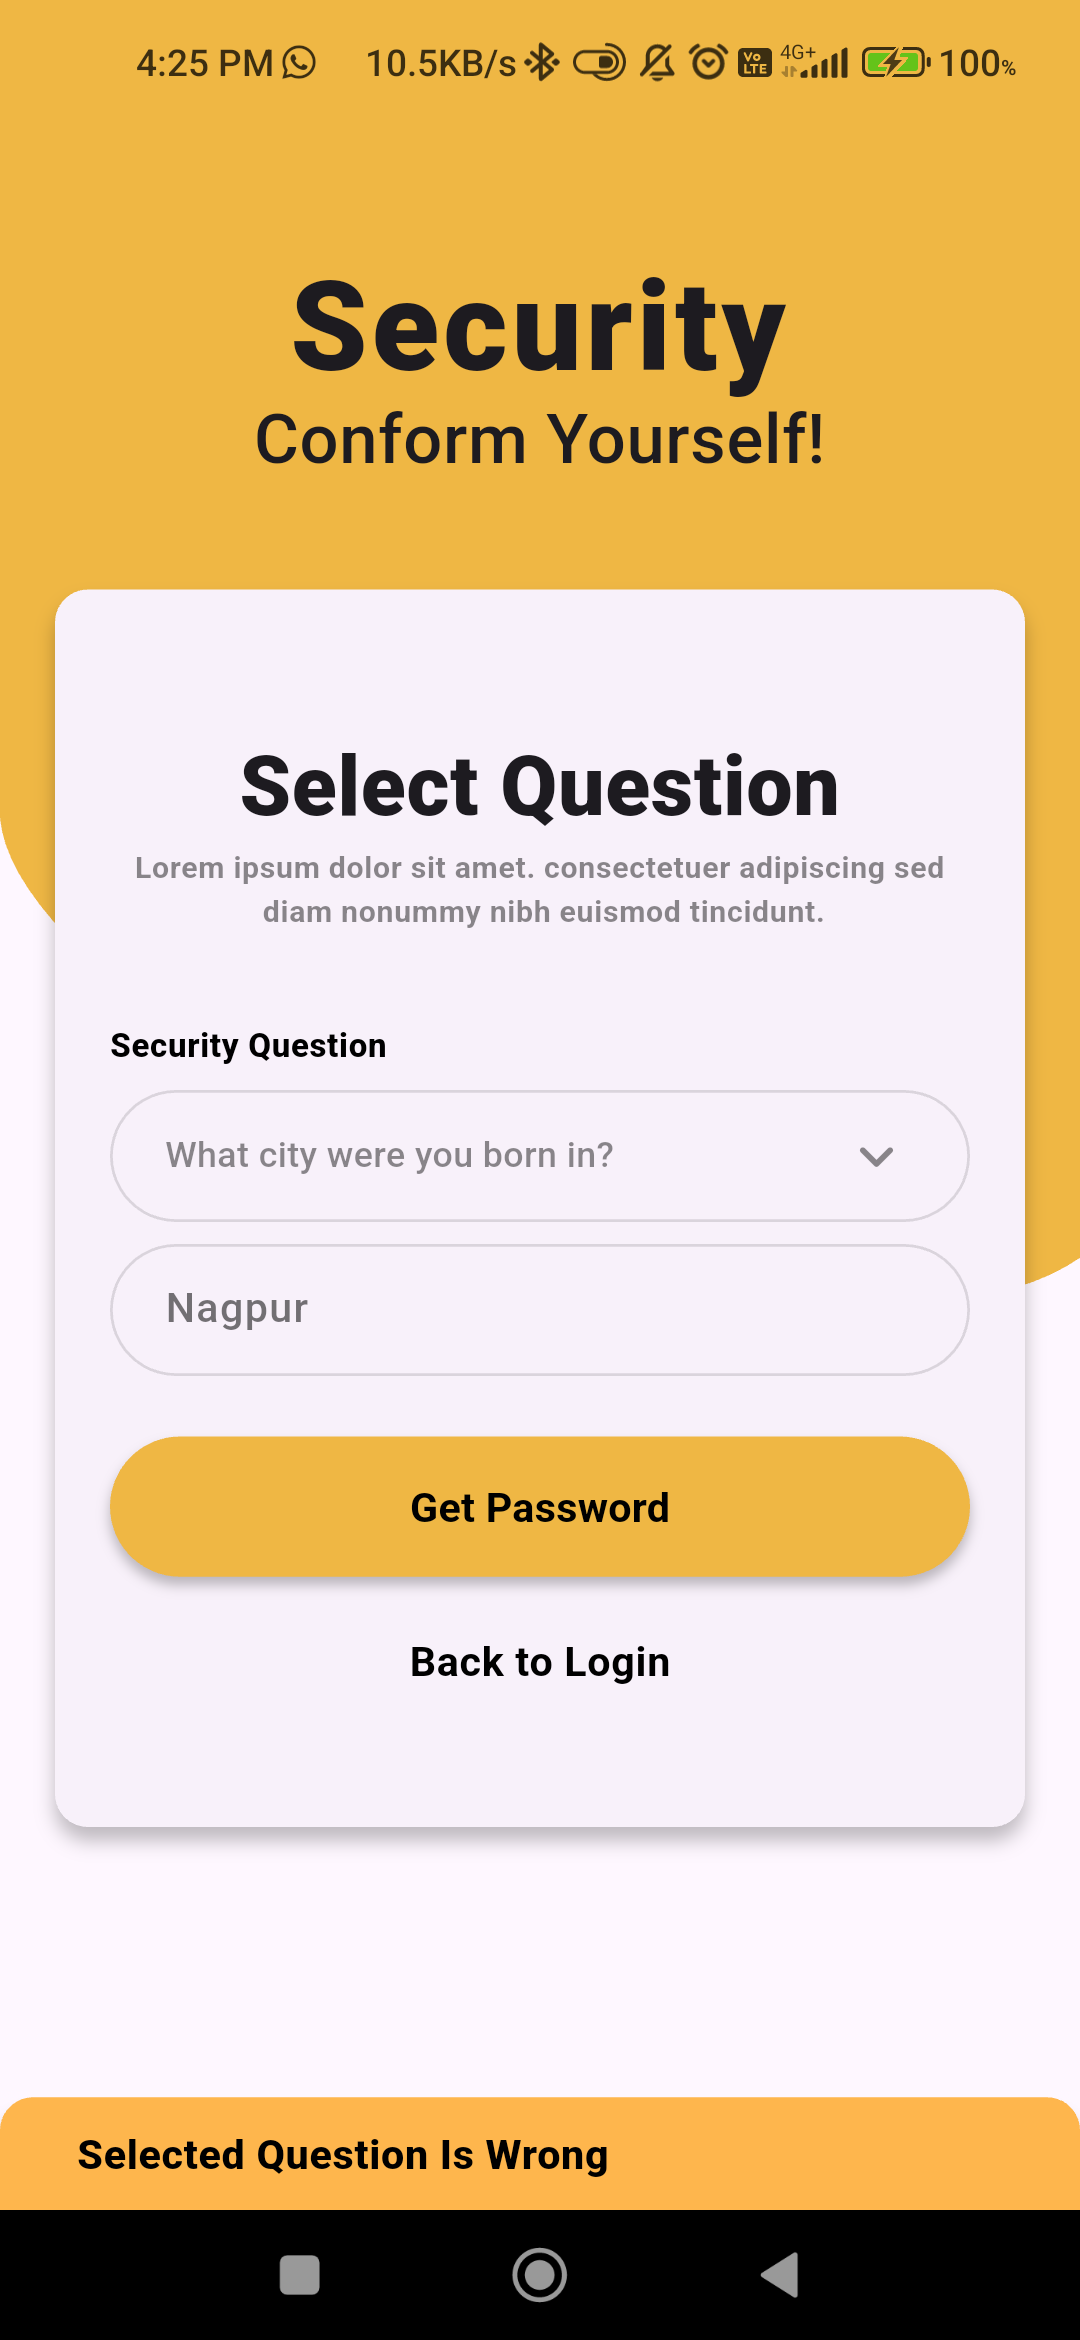 4:25 PM 10.5KB/s Vo LTE 4G+ 100%
Security
Conform Yourself!
Select Question
Lorem ipsum dolor sit amet. consectetuer adipiscing sed
diam nonummy nibh euismod tincidunt.
Security Question
What city were you born in?
Nagpur
Get Password
Back to Login
Selected Question Is Wrong